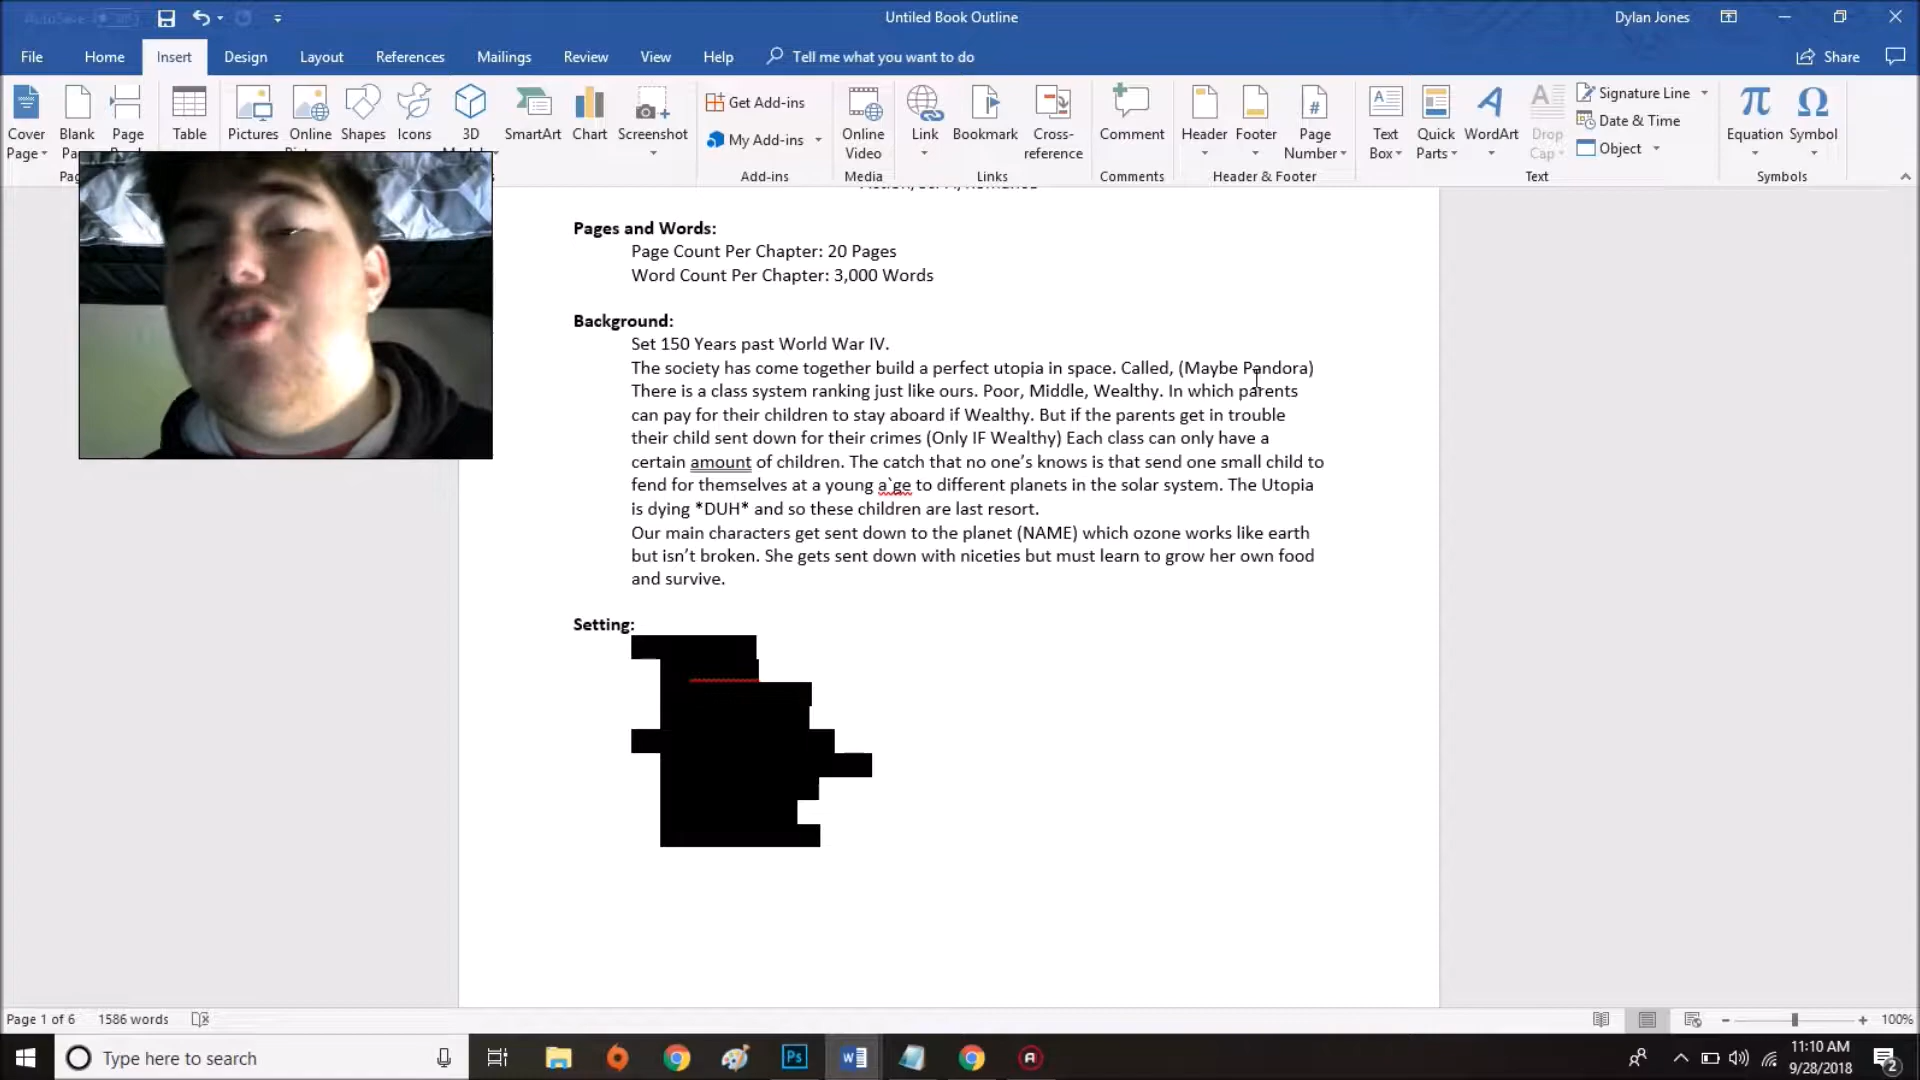 Untiled Book Outline
Dylan Jones
File Home Insert Design Layout References Mailings Review View Help Tell me what you want to do Share
Cover Page
Blank
Page
Table
Pictures
Online
Shapes
Icons
3D
SmartArt
Chart
Screenshot
Get Add-ins
My Add-ins
Add-ins
Online Video
Media
Link
Bookmark
Cross-reference
Links
Comment
Comments
Header
Footer
Page Number
Header & Footer
Text Box
Quick Parts
WordArt
Drop Cap
Signature Line
Date & Time
Object
Text
Equation
Symbol
Symbols
Pages and Words:
Page Count Per Chapter: 20 Pages
Word Count Per Chapter: 3,000 Words
Background:
Set 150 Years past World War IV.
The society has come together build a perfect utopia in space. Called, (Maybe Pandora)
There is a class system ranking just like ours. Poor, Middle, Wealthy. In which parents
can pay for their children to stay aboard if Wealthy. But if the parents get in trouble
their child sent down for their crimes (Only IF Wealthy) Each class can only have a
certain amount of children. The catch that no one’s knows is that send one small child to
fend for themselves at a young a`ge to different planets in the solar system. The Utopia
is dying *DUH* and so these children are last resort.
Our main characters get sent down to the planet (NAME) which ozone works like earth
but isn’t broken. She gets sent down with niceties but must learn to grow her own food
and survive.
Setting:
Page 1 of 6 1586 words
100%
Type here to search
11:10 AM
9/28/2018
2